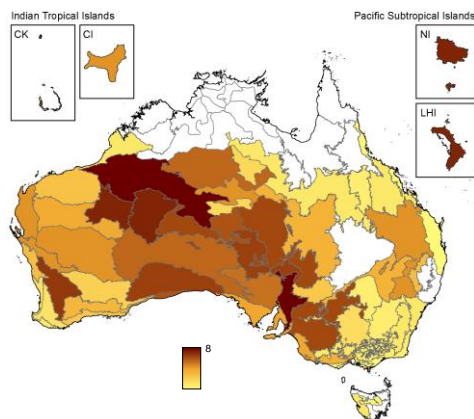 Indian Tropical Islands
Pacific Subtropical Islands
CK
CI
NI
LHI
8
0